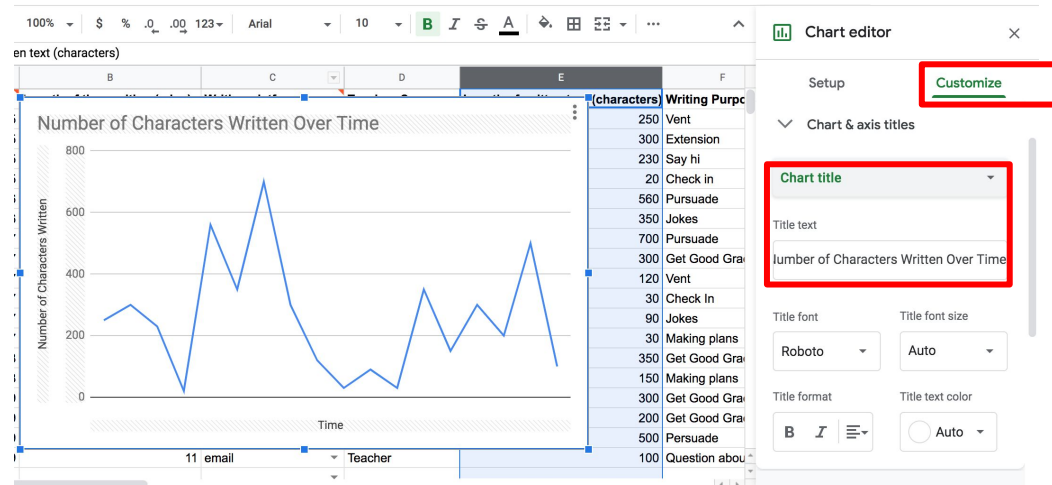 100% $ % .0 .00 123 Arial 10 B I S A
en text (characters)
B C D E F
(characters) Writing Purpo
250 Vent
300 Extension
230 Say hi
20 Check in
560 Pursuade
350 Jokes
700 Pursuade
300 Get Good Gra
120 Vent
30 Check In
90 Jokes
30 Making plans
350 Get Good Gra
150 Making plans
300 Get Good Gra
200 Get Good Gra
500 Persuade
11 email Teacher 100 Question abou
Number of Characters Written Over Time
800
600
400
200
0
Number of Characters Written
Time
Chart editor
Setup Customize
Chart & axis titles
Chart title
Title text
Number of Characters Written Over Time
Title font Title font size
Roboto Auto
Title format Title text color
B I Auto